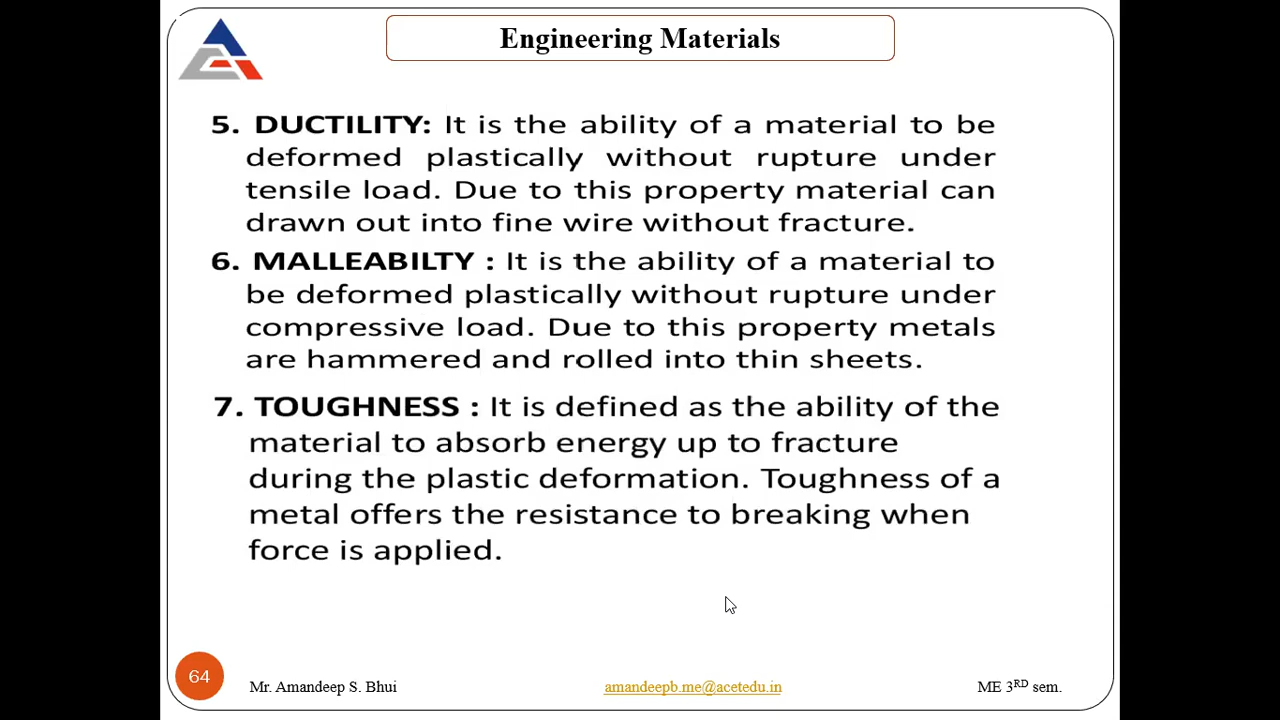 Engineering Materials
5. DUCTILITY: It is the ability of a material to be
deformed plastically without rupture under
tensile load. Due to this property material can
drawn out into fine wire without fracture.
6. MALLEABILTY : It is the ability of a material to
be deformed plastically without rupture under
compressive load. Due to this property metals
are hammered and rolled into thin sheets.
7. TOUGHNESS : It is defined as the ability of the
material to absorb energy up to fracture
during the plastic deformation. Toughness of a
metal offers the resistance to breaking when
force is applied.
64 Mr. Amandeep S. Bhui amandeepb.me@acetedu.in ME 3RD sem.